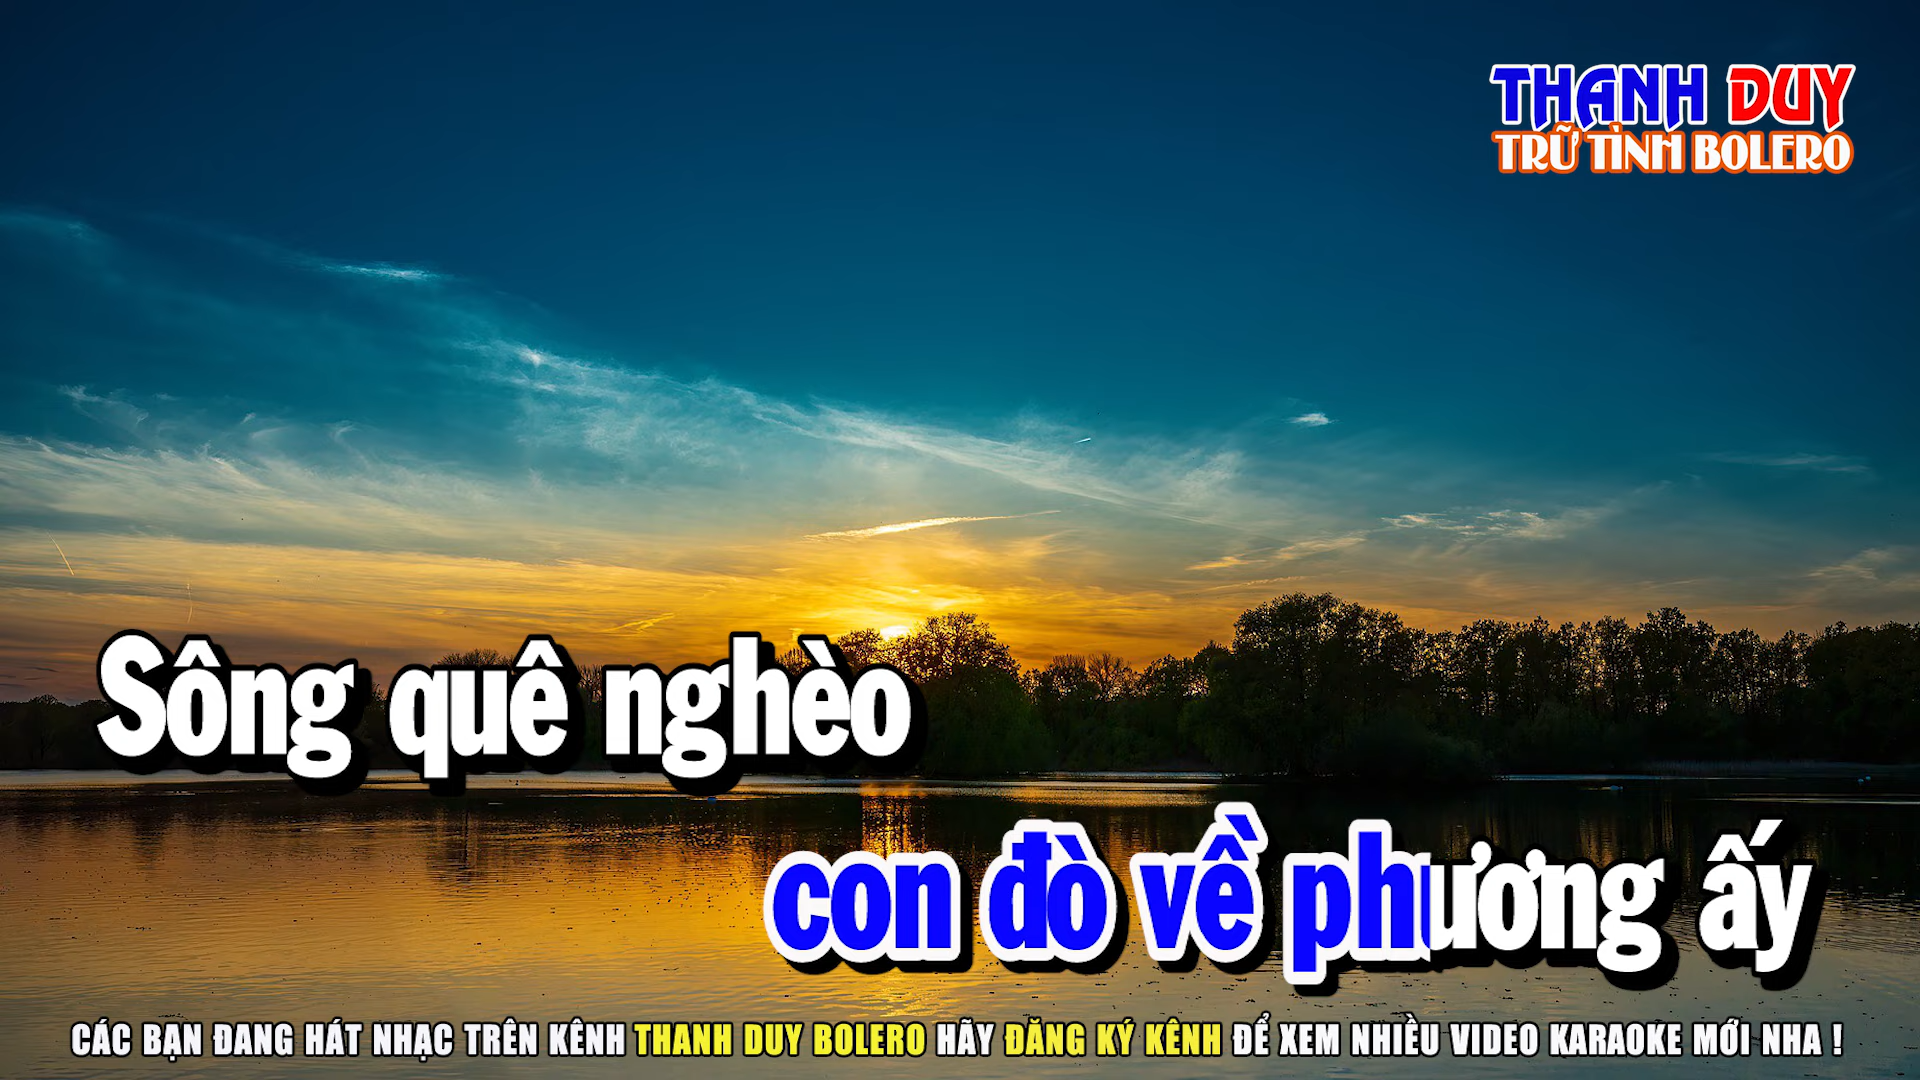 THANH DUY
TRỮ TÌNH BOLERO
Sông quê nghèo
con đò về phương ấy
CÁC BẠN ĐANG HÁT NHẠC TRÊN KÊNH THANH DUY BOLERO HÃY ĐĂNG KÝ KÊNH ĐỂ XEM NHIỀU VIDEO KARAOKE MỚI NHA !